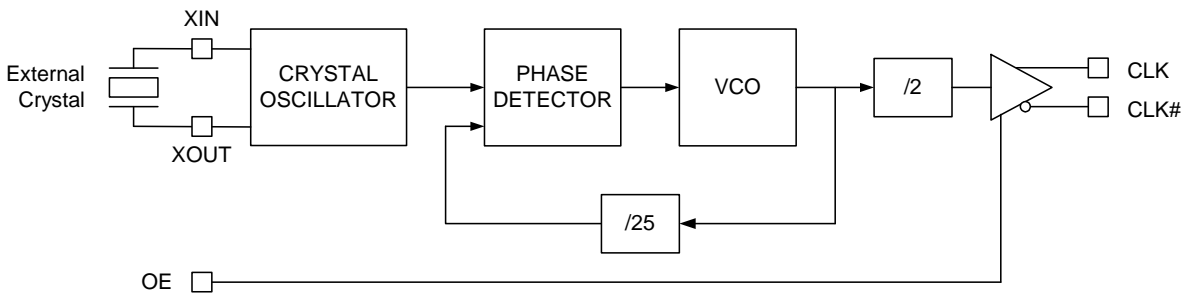 XIN
External
Crystal
XOUT
CRYSTAL
OSCILLATOR
PHASE
DETECTOR
VCO
/2
CLK
CLK#
/25
OE